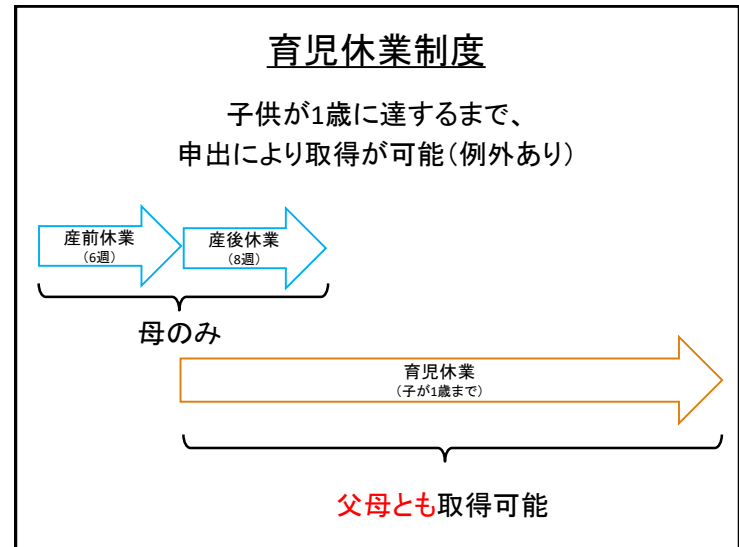 育児休業制度
子供が1歳に達するまで、
申出により取得が可能（例外あり）
産前休業
（6週）
産後休業
（8週）
母のみ
育児休業
（子が1歳まで）
父母とも取得可能